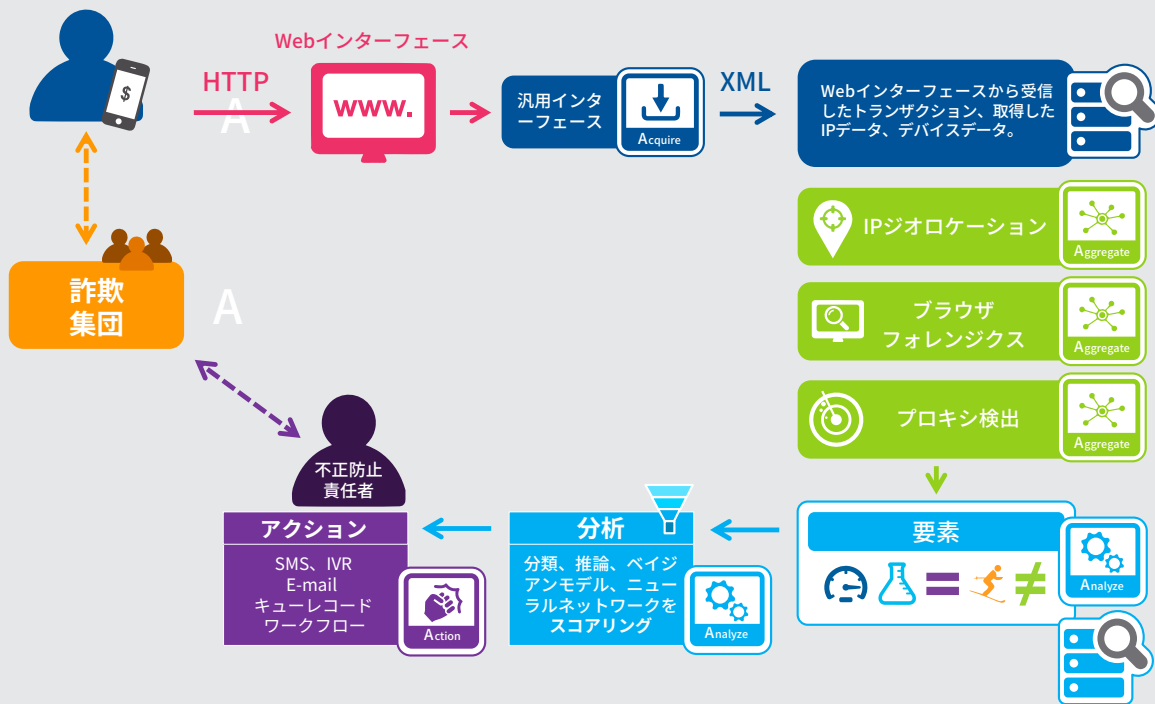 $
HTTP
A
Webインターフェース
www.
汎用インタ
ーフェース
Acquire
XML
Webインターフェースから受信
したトランザクション、取得した
IPデータ、デバイスデータ。
IPジオロケーション
Aggregate
ブラウザ
フォレンジクス
Aggregate
プロキシ検出
Aggregate
詐欺
集団
A
不正防止
責任者
アクション
SMS、IVR
E-mail
キューレコード
ワークフロー
Action
分析
分類、推論、ベイジ
アンモデル、ニュー
ラルネットワークを
スコアリング
Analyze
要素
= ≠
Analyze